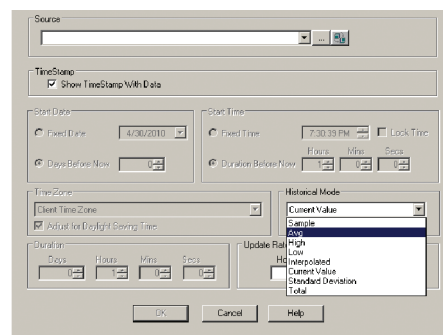 Source
...
TimeStamp
Show TimeStamp With Data
Start Date
Fixed Date 4/30/2010
Days Before Now 0
Start Time
Fixed Time 7:30:39 PM Lock Time
Hours Mins Secs
Duration Before Now 1 0 0
Time Zone
Client Time Zone
Adjust for Daylight Saving Time
Historical Mode
Current Value
Sample
Avg
High
Low
Interpolated
Current Value
Standard Deviation
Total
Duration
Days Hours Mins Secs
0 1 0 0
Update Rate
OK Cancel Help